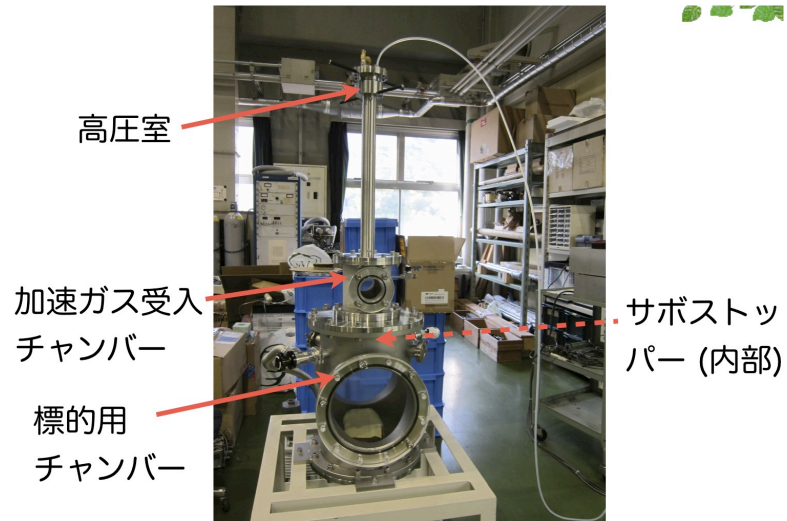 高圧室
加速ガス受入
チャンバー
標的用
チャンバー
サボストッ
パー (内部)